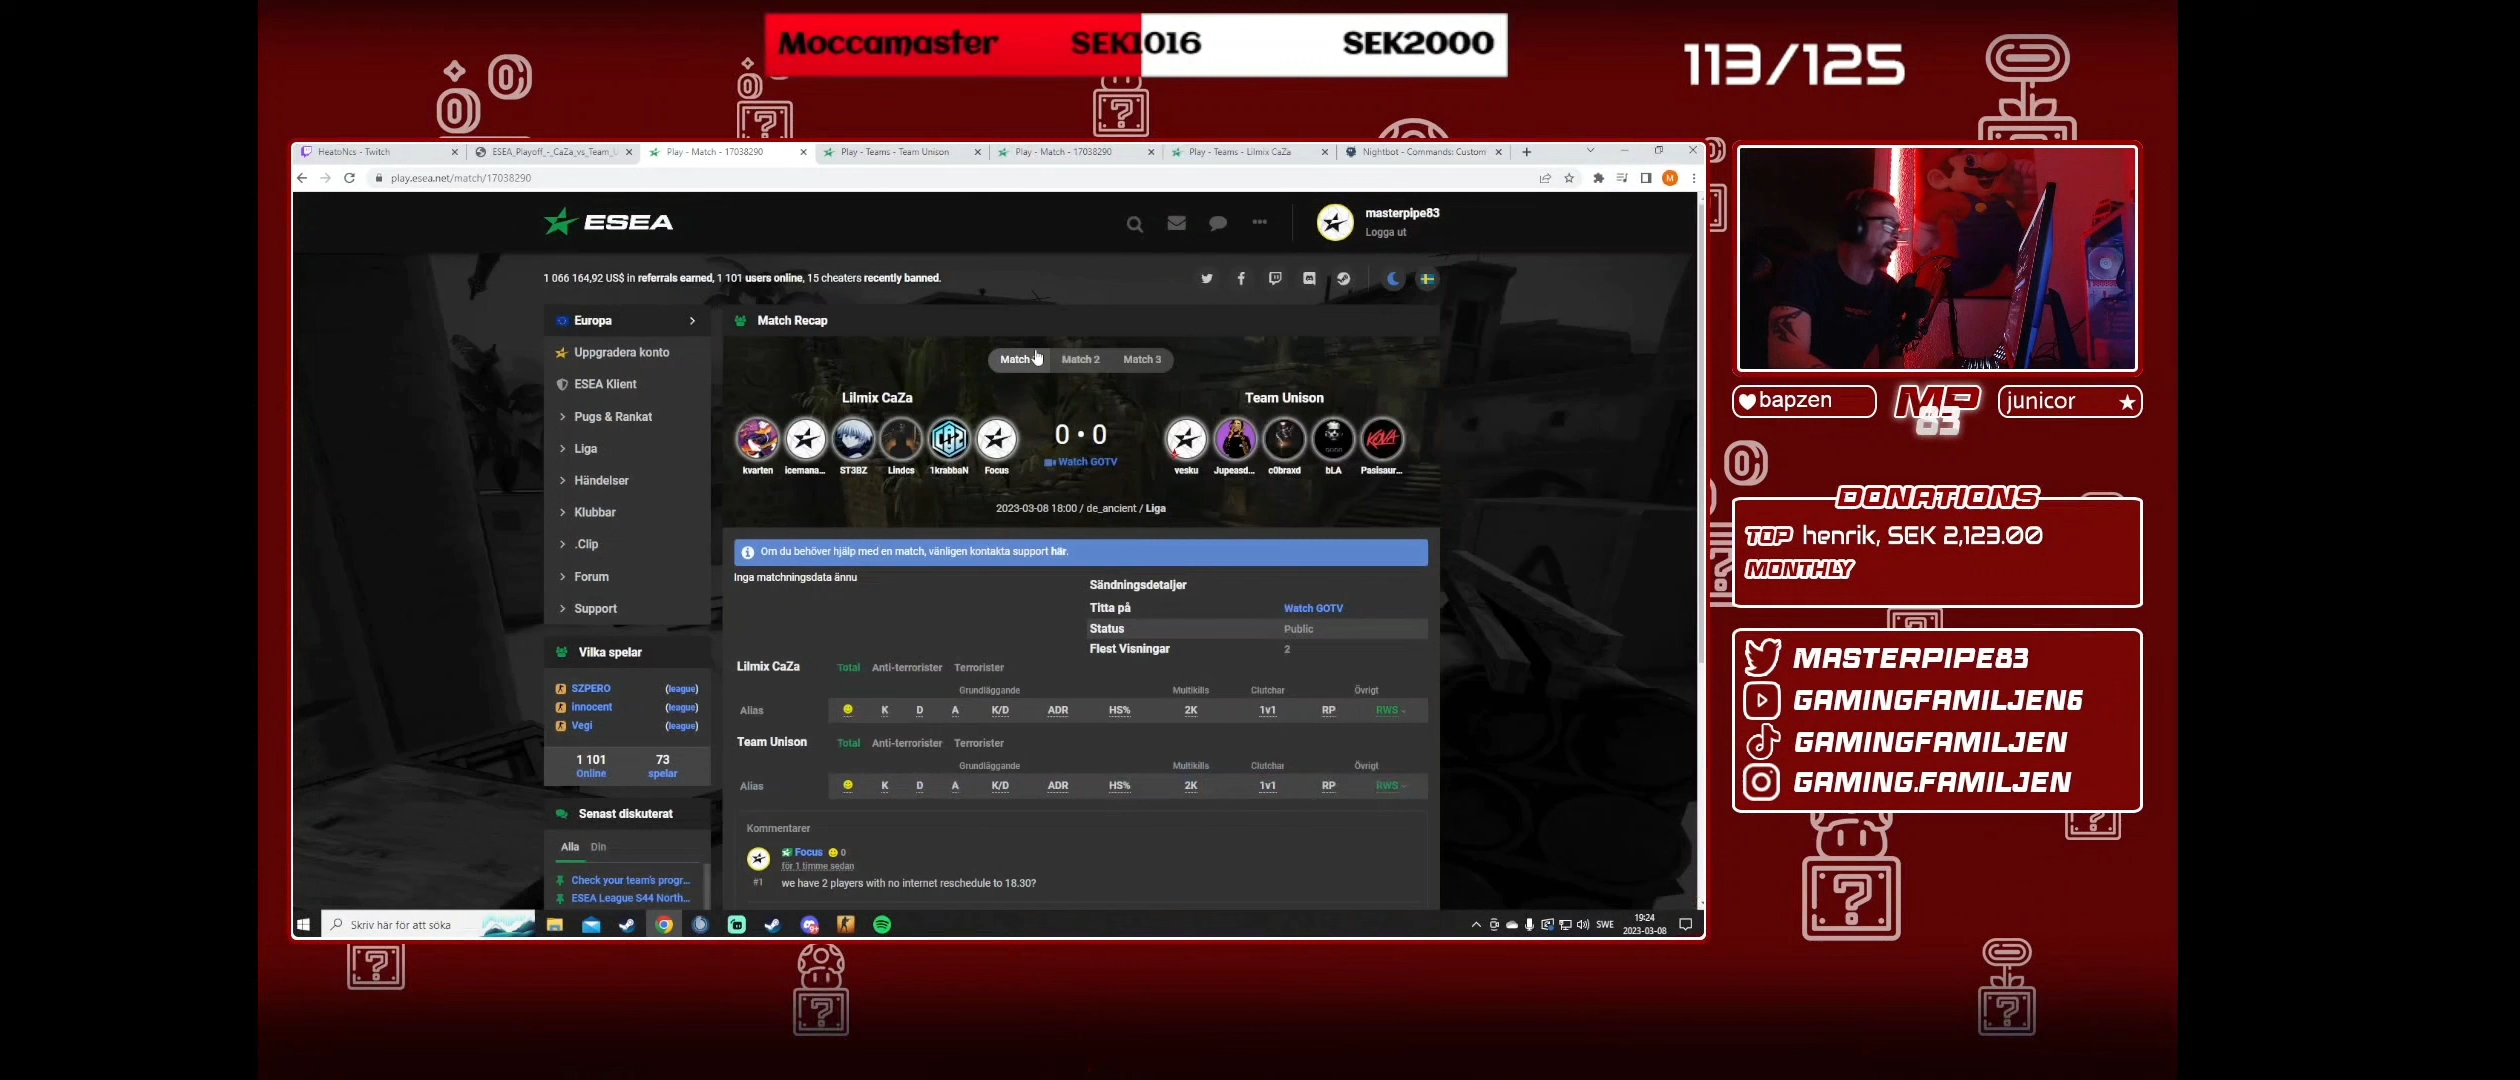 Moccamaster SEK1016 SEK2000
113/125
HeatoNcs - Twitch
ESEA_Playoff_-_CaZa_vs_Team_U
Play - Match - 17038290
Play - Teams - Team Unison
Play - Match - 17038290
Play - Teams - Lilmix CaZa
Nightbot - Commands: Custom
play.esea.net/match/17038290
M
ESEA
masterpipe83
Logga ut
1 066 164,92 US$ in referrals earned, 1 101 users online, 15 cheaters recently banned.
Europa
Uppgradera konto
ESEA Klient
Pugs & Rankat
Liga
Händelser
Klubbar
.Clip
Forum
Support
Vilka spelar
SZPERO (league)
innocent (league)
Vegi (league)
1 101 73
Online spelar
Senast diskuterat
Alla Din
Check your team's progr...
ESEA League S44 North...
Match Recap
Match Match 2 Match 3
Lilmix CaZa Team Unison
0 • 0
Watch GOTV
kvarten icemana... ST3BZ Lindcs 1krabbaN Focus vesku Jupeasd... c0braxd bLA Pasisaur...
2023-03-08 18:00 / de_ancient / Liga
Om du behöver hjälp med en match, vänligen kontakta support här.
Inga matchningsdata ännu
Sändningsdetaljer
Titta på Watch GOTV
Status Public
Flest Visningar 2
Lilmix CaZa Total Anti-terrorister Terrorister
Grundläggande Multikills Clutchar Övrigt
Alias K D A K/D ADR HS% 2K 1v1 RP RWS
Team Unison Total Anti-terrorister Terrorister
Grundläggande Multikills Clutchar Övrigt
Alias K D A K/D ADR HS% 2K 1v1 RP RWS
Kommentarer
Focus 0
för 1 timme sedan
#1 we have 2 players with no internet reschedule to 18.30?
Skriv här för att söka
SWE
19:24
2023-03-08
bapzen
MP
83
junicor
DONATIONS
TOP henrik, SEK 2,123.00
MONTHLY
MASTERPIPE83
GAMINGFAMILJEN6
GAMINGFAMILJEN
GAMING.FAMILJEN